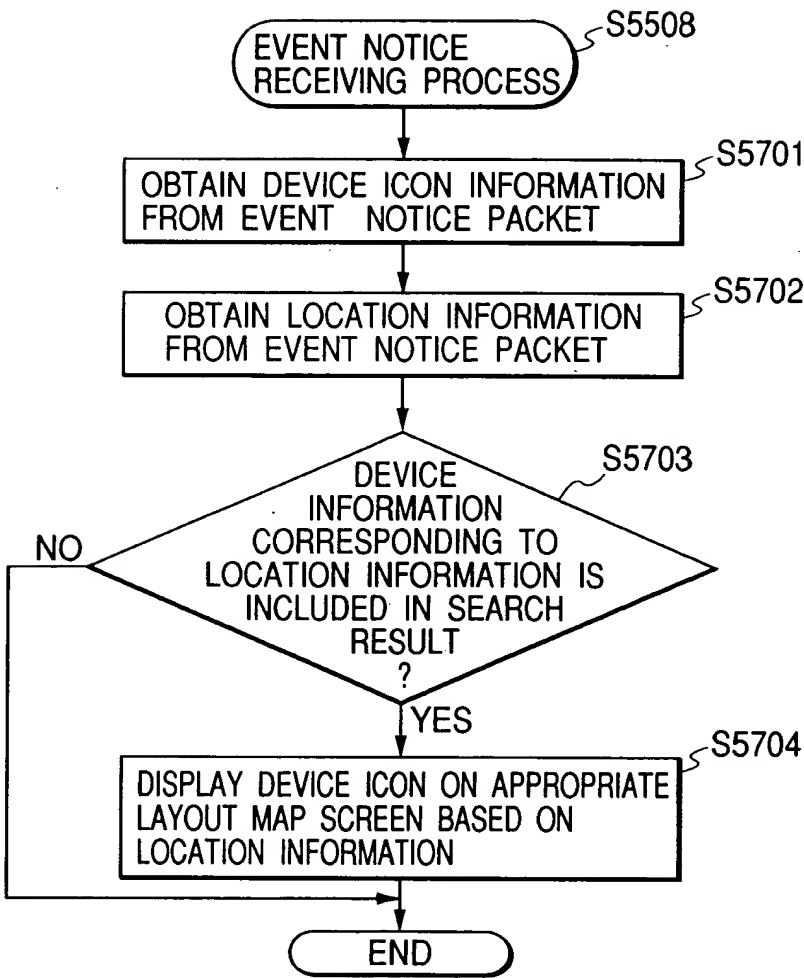 EVENT NOTICE
RECEIVING PROCESS
S5508
S5701
OBTAIN DEVICE ICON INFORMATION
FROM EVENT NOTICE PACKET
S5702
OBTAIN LOCATION INFORMATION
FROM EVENT NOTICE PACKET
S5703
DEVICE
INFORMATION
CORRESPONDING TO
LOCATION INFORMATION IS
INCLUDED IN SEARCH
RESULT
?
NO
YES
S5704
DISPLAY DEVICE ICON ON APPROPRIATE
LAYOUT MAP SCREEN BASED ON
LOCATION INFORMATION
END